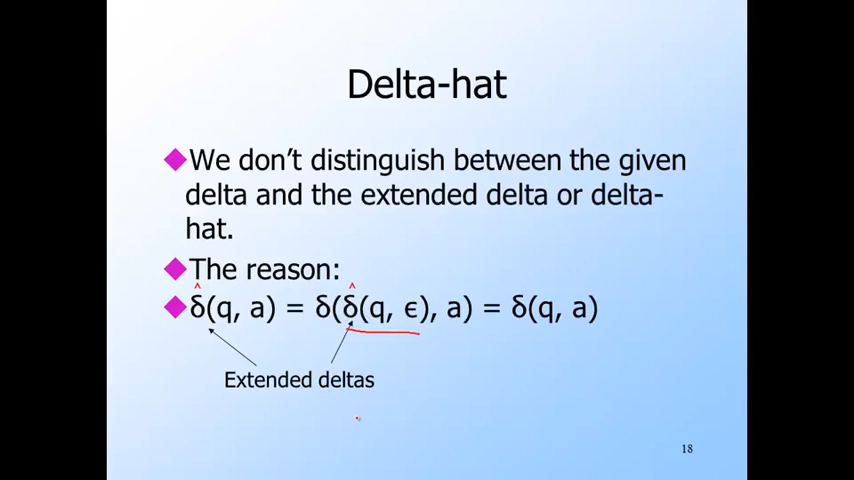 Delta-hat
We don’t distinguish between the given
delta and the extended delta or delta-
hat.
The reason:
δ̂(q, a) = δ(δ̂(q, ϵ), a) = δ(q, a)
Extended deltas
18